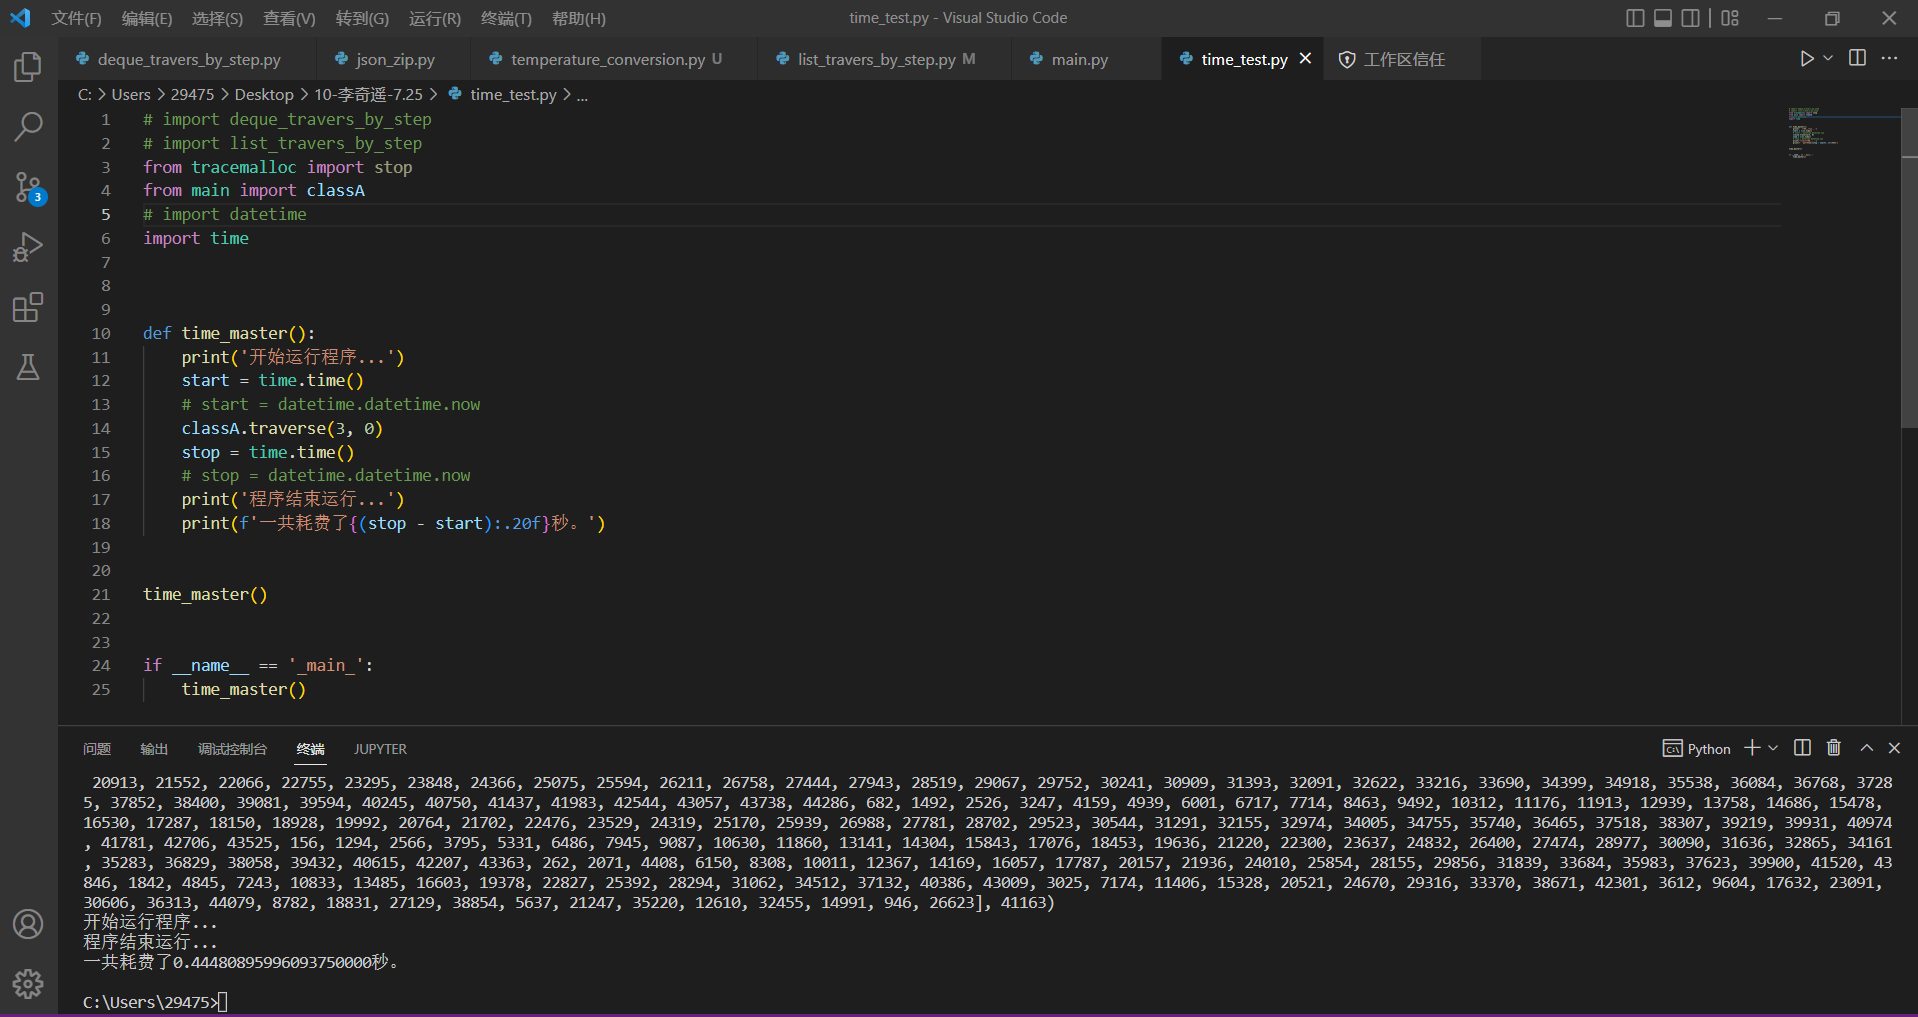 文件(F) 编辑(E) 选择(S) 查看(V) 转到(G) 运行(R) 终端(T) 帮助(H) time_test.py - Visual Studio Code
deque_travers_by_step.py json_zip.py temperature_conversion.py U list_travers_by_step.py M main.py time_test.py 工作区信任
C: > Users > 29475 > Desktop > 10-李奇遥-7.25 > time_test.py > ...
3
1 # import deque_travers_by_step
2 # import list_travers_by_step
3 from tracemalloc import stop
4 from main import classA
5 # import datetime
6 import time
7
8
9
10 def time_master():
11 print('开始运行程序...')
12 start = time.time()
13 # start = datetime.datetime.now
14 classA.traverse(3, 0)
15 stop = time.time()
16 # stop = datetime.datetime.now
17 print('程序结束运行...')
18 print(f'一共耗费了{(stop - start):.20f}秒。')
19
20
21 time_master()
22
23
24 if __name__ == '_main_':
25 time_master()
问题 输出 调试控制台 终端 JUPYTER Python
20913, 21552, 22066, 22755, 23295, 23848, 24366, 25075, 25594, 26211, 26758, 27444, 27943, 28519, 29067, 29752, 30241, 30909, 31393, 32091, 32622, 33216, 33690, 34399, 34918, 35538, 36084, 36768, 3728
5, 37852, 38400, 39081, 39594, 40245, 40750, 41437, 41983, 42544, 43057, 43738, 44286, 682, 1492, 2526, 3247, 4159, 4939, 6001, 6717, 7714, 8463, 9492, 10312, 11176, 11913, 12939, 13758, 14686, 15478,
16530, 17287, 18150, 18928, 19992, 20764, 21702, 22476, 23529, 24319, 25170, 25939, 26988, 27781, 28702, 29523, 30544, 31291, 32155, 32974, 34005, 34755, 35740, 36465, 37518, 38307, 39219, 39931, 40974
, 41781, 42706, 43525, 156, 1294, 2566, 3795, 5331, 6486, 7945, 9087, 10630, 11860, 13141, 14304, 15843, 17076, 18453, 19636, 21220, 22300, 23637, 24832, 26400, 27474, 28977, 30090, 31636, 32865, 34161
, 35283, 36829, 38058, 39432, 40615, 42207, 43363, 262, 2071, 4408, 6150, 8308, 10011, 12367, 14169, 16057, 17787, 20157, 21936, 24010, 25854, 28155, 29856, 31839, 33684, 35983, 37623, 39900, 41520, 43
846, 1842, 4845, 7243, 10833, 13485, 16603, 19378, 22827, 25392, 28294, 31062, 34512, 37132, 40386, 43009, 3025, 7174, 11406, 15328, 20521, 24670, 29316, 33370, 38671, 42301, 3612, 9604, 17632, 23091,
30606, 36313, 44079, 8782, 18831, 27129, 38854, 5637, 21247, 35220, 12610, 32455, 14991, 946, 26623], 41163)
开始运行程序...
程序结束运行...
一共耗费了0.44480895996093750000秒。
C:\Users\29475>